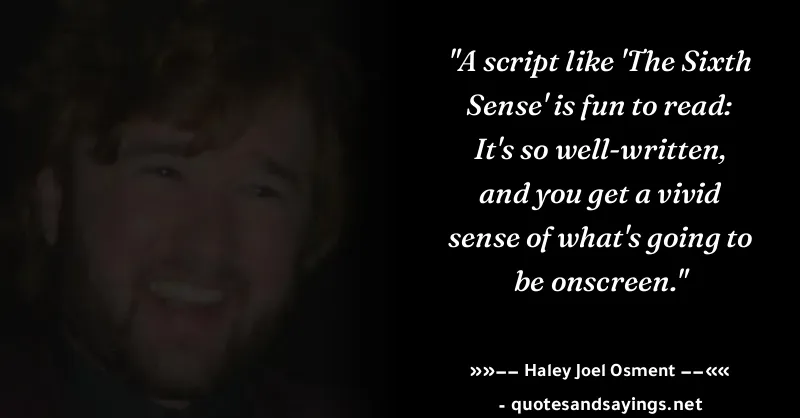 "A script like 'The Sixth
Sense' is fun to read:
It's so well-written,
and you get a vivid
sense of what's going to
be onscreen."
»»–– Haley Joel Osment ––««
- quotesandsayings.net